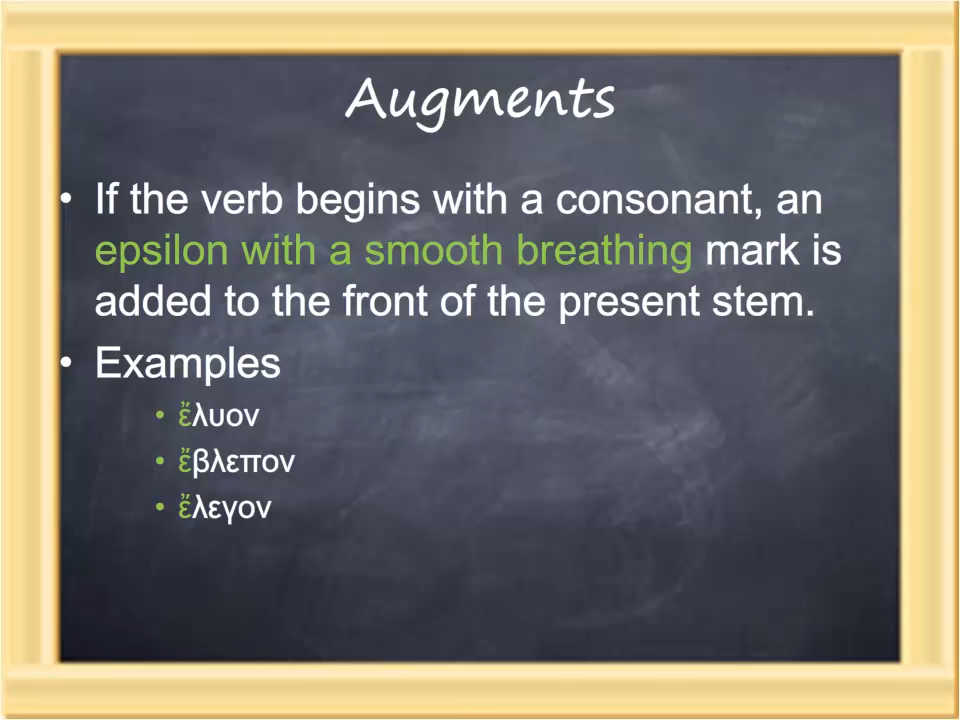 Augments
• If the verb begins with a consonant, an
epsilon with a smooth breathing mark is
added to the front of the present stem.
• Examples
• ἔλυον
• ἔβλεπον
• ἔλεγον